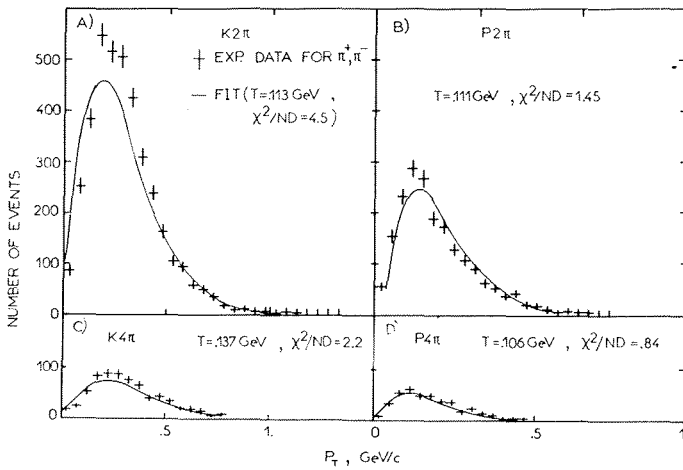 A)
K2π
EXP. DATA FOR π⁺,π⁻
FIT (T=.113 GeV ,
χ²/ND=4.5)
B)
P2π
T=.111 GeV , χ²/ND=1.45
500
400
300
200
100
0
NUMBER OF EVENTS
C)
K4π
T=.137 GeV , χ²/ND=2.2
D)
P4π
T=.106 GeV , χ²/ND=.84
100
0
.5
1.
0
.5
1
P_T , GeV/c